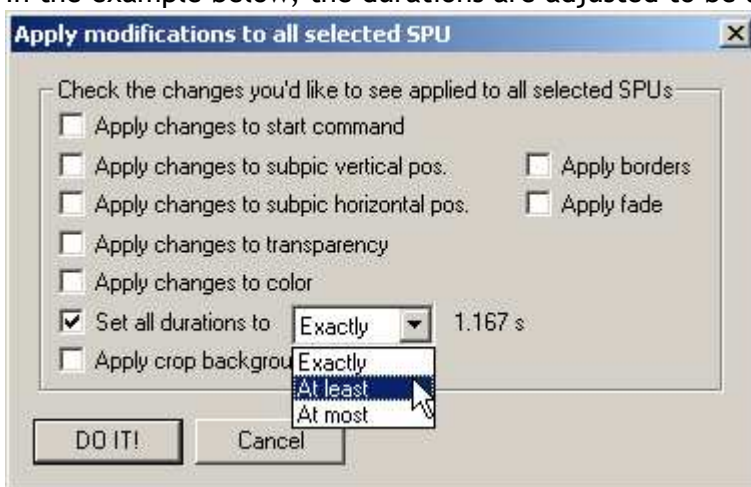 In the example below, the durations are adjusted to be
Apply modifications to all selected SPU
Check the changes you'd like to see applied to all selected SPUs
Apply changes to start command
Apply changes to subpic vertical pos.
Apply borders
Apply changes to subpic horizontal pos.
Apply fade
Apply changes to transparency
Apply changes to color
Set all durations to Exactly 1.167 s
Apply crop
Exactly
At least
At most
DO IT! Cancel